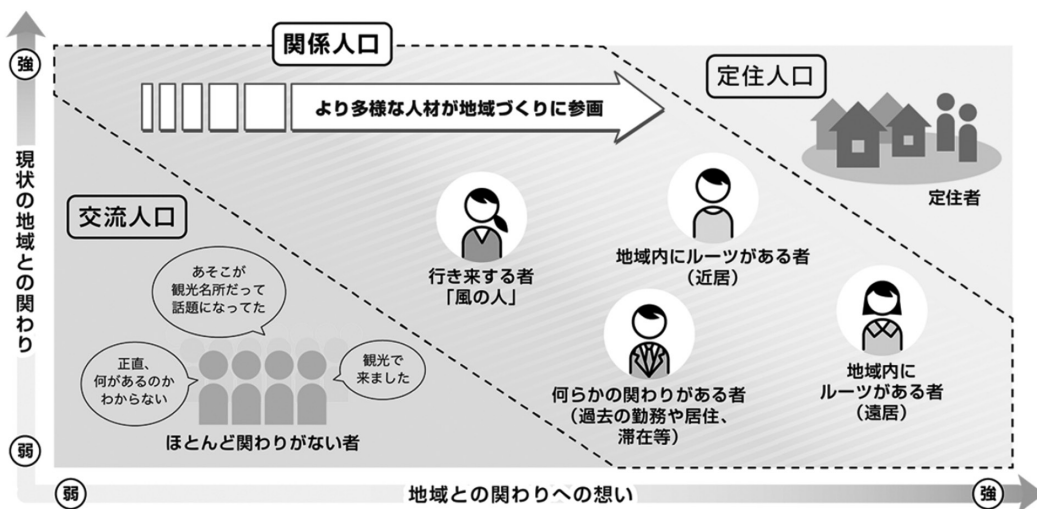 関係人口
強
定住人口
より多様な人材が地域づくりに参画
定住者
現状の地域との関わり
交流人口
あそこが
観光名所だって
話題になってた
正直、
何があるのか
わからない
観光で
来ました
ほとんど関わりがない者
行き来する者
「風の人」
地域内にルーツがある者
（近居）
何らかの関わりがある者
（過去の勤務や居住、
滞在等）
地域内に
ルーツがある者
（遠居）
弱
弱
地域との関わりへの想い
強